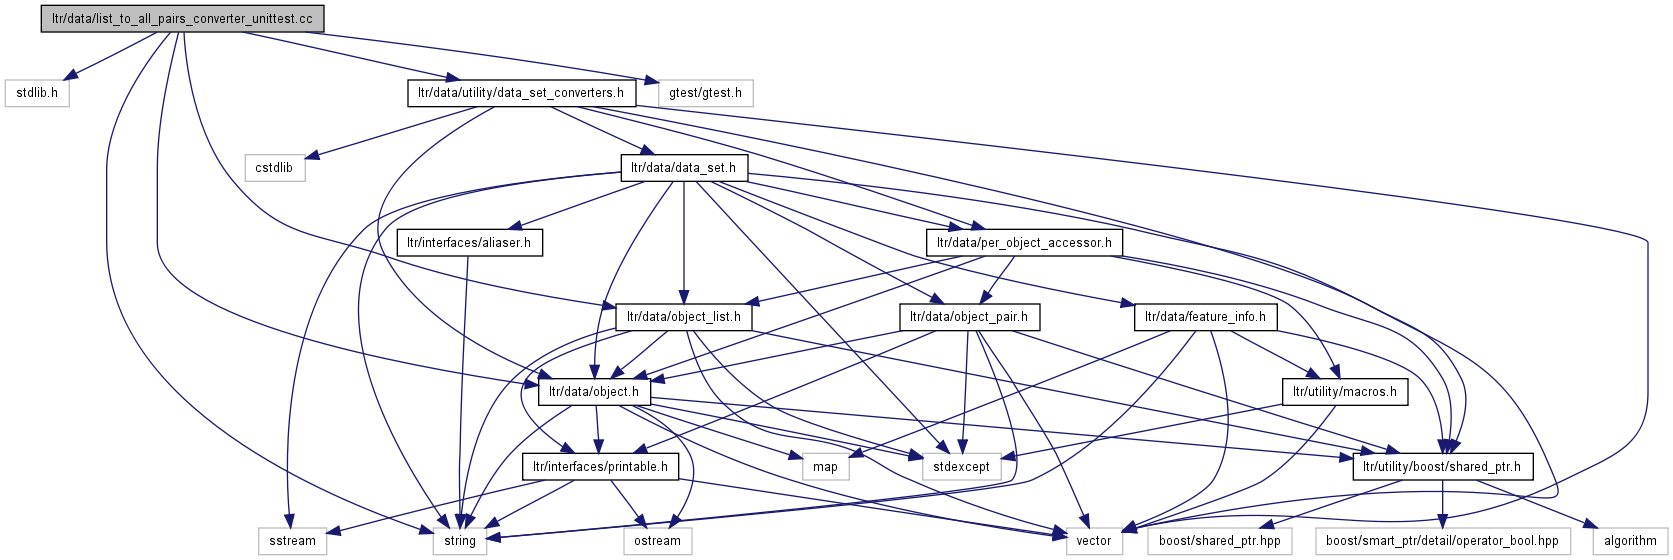 ltr/data/list_to_all_pairs_converter_unittest.cc
stdlib.h
ltr/data/utility/data_set_converters.h
gtest/gtest.h
cstdlib
ltr/data/data_set.h
ltr/interfaces/aliaser.h
ltr/data/per_object_accessor.h
ltr/data/object_list.h
ltr/data/object_pair.h
ltr/data/feature_info.h
ltr/data/object.h
ltr/utility/macros.h
ltr/interfaces/printable.h
map
stdexcept
ltr/utility/boost/shared_ptr.h
sstream
string
ostream
vector
boost/shared_ptr.hpp
boost/smart_ptr/detail/operator_bool.hpp
algorithm